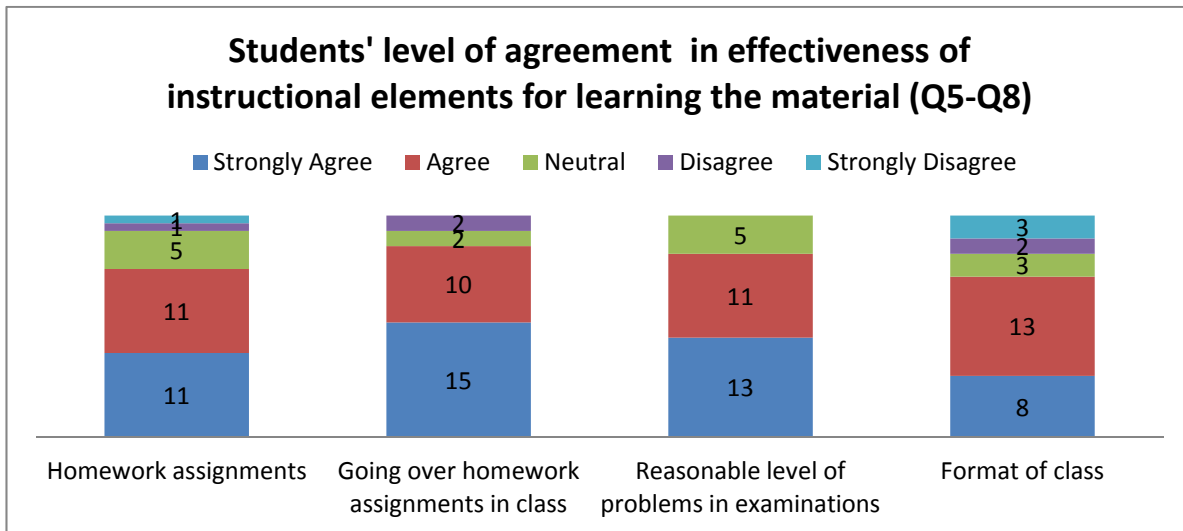 Students' level of agreement in effectiveness of
instructional elements for learning the material (Q5-Q8)
Strongly Agree Agree Neutral Disagree Strongly Disagree
1
1
5
11
11
2
2
10
15
5
11
13
3
2
3
13
8
Homework assignments
Going over homework
assignments in class
Reasonable level of
problems in examinations
Format of class